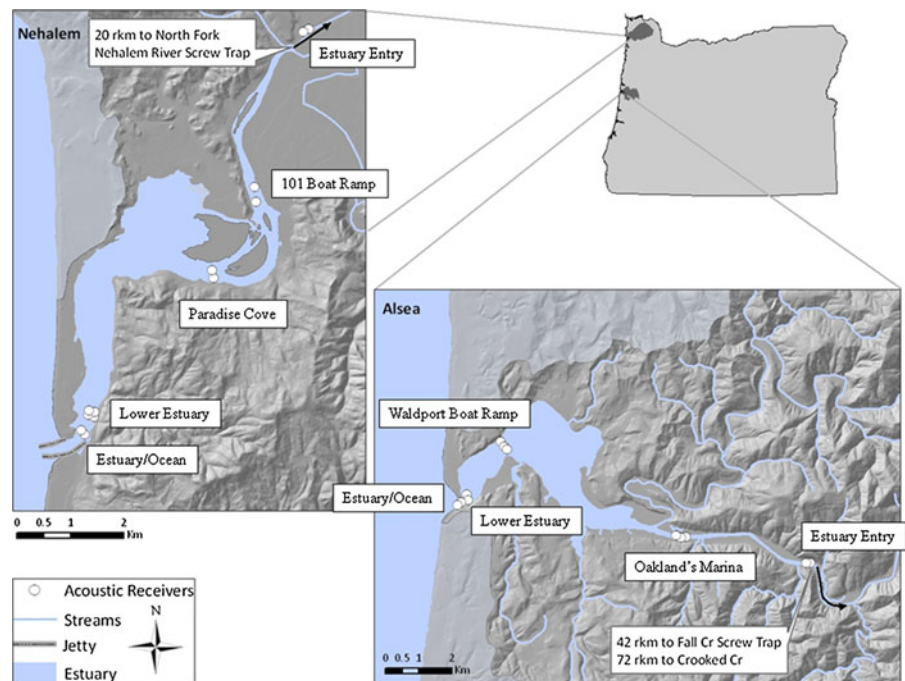 Nehalem
20 rkm to North Fork
Nehalem River Screw Trap
Estuary Entry
101 Boat Ramp
Paradise Cove
Lower Estuary
Estuary/Ocean
0 0.5 1 2
Km
Acoustic Receivers
Streams
Jetty
Estuary
N
Alsea
Waldport Boat Ramp
Estuary/Ocean
Lower Estuary
Oakland's Marina
Estuary Entry
42 rkm to Fall Cr Screw Trap
72 rkm to Crooked Cr
0 0.5 1 2
Km